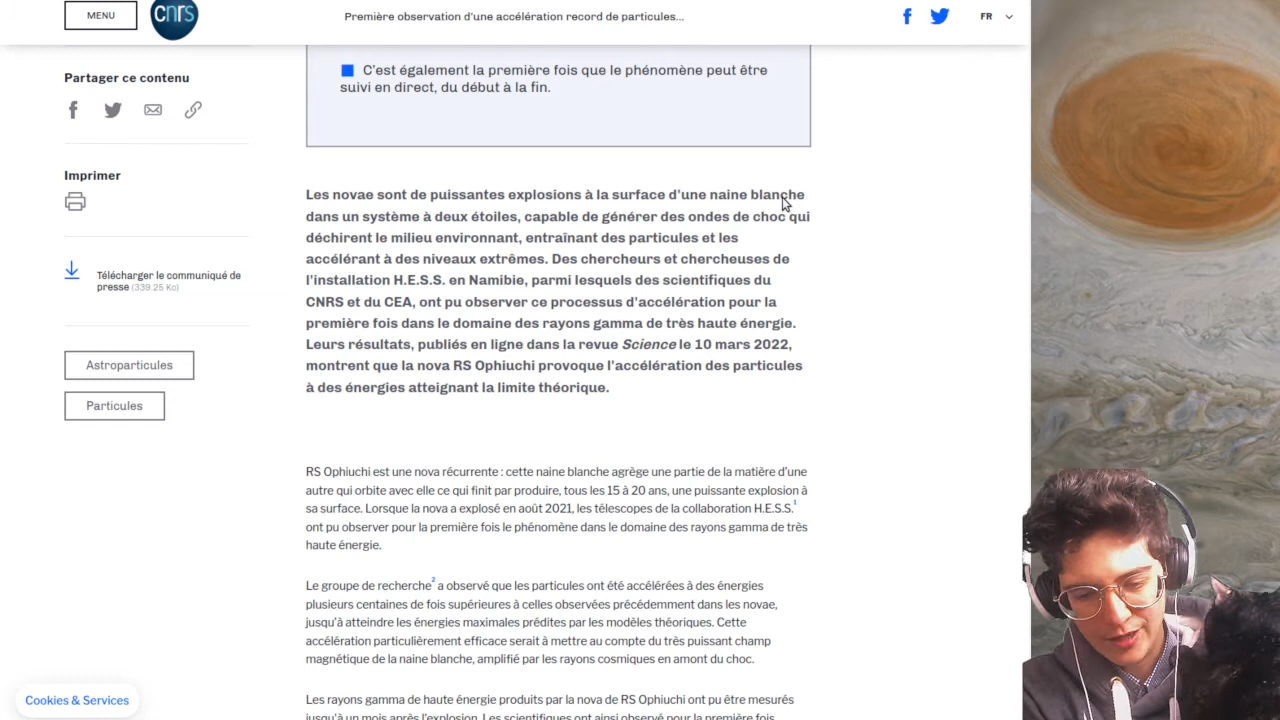 MENU
cnrs
Première observation d'une accélération record de particules...
FR
Partager ce contenu
Imprimer
Télécharger le communiqué de
presse (339.25 Ko)
Astroparticules
Particules
C'est également la première fois que le phénomène peut être
suivi en direct, du début à la fin.
Les novae sont de puissantes explosions à la surface d'une naine blanche
dans un système à deux étoiles, capable de générer des ondes de choc qui
déchirent le milieu environnant, entraînant des particules et les
accélérant à des niveaux extrêmes. Des chercheurs et chercheuses de
l'installation H.E.S.S. en Namibie, parmi lesquels des scientifiques du
CNRS et du CEA, ont pu observer ce processus d'accélération pour la
première fois dans le domaine des rayons gamma de très haute énergie.
Leurs résultats, publiés en ligne dans la revue Science le 10 mars 2022,
montrent que la nova RS Ophiuchi provoque l'accélération des particules
à des énergies atteignant la limite théorique.
RS Ophiuchi est une nova récurrente : cette naine blanche agrège une partie de la matière d'une
autre qui orbite avec elle ce qui finit par produire, tous les 15 à 20 ans, une puissante explosion à
sa surface. Lorsque la nova a explosé en août 2021, les télescopes de la collaboration H.E.S.S.1
ont pu observer pour la première fois le phénomène dans le domaine des rayons gamma de très
haute énergie.
Le groupe de recherche2 a observé que les particules ont été accélérées à des énergies
plusieurs centaines de fois supérieures à celles observées précédemment dans les novae,
jusqu'à atteindre les énergies maximales prédites par les modèles théoriques. Cette
accélération particulièrement efficace serait à mettre au compte du très puissant champ
magnétique de la naine blanche, amplifié par les rayons cosmiques en amont du choc.
Les rayons gamma de haute énergie produits par la nova de RS Ophiuchi ont pu être mesurés
jusqu'à un mois après l'explosion. Les scientifiques ont ainsi observé pour la première fois
Cookies & Services